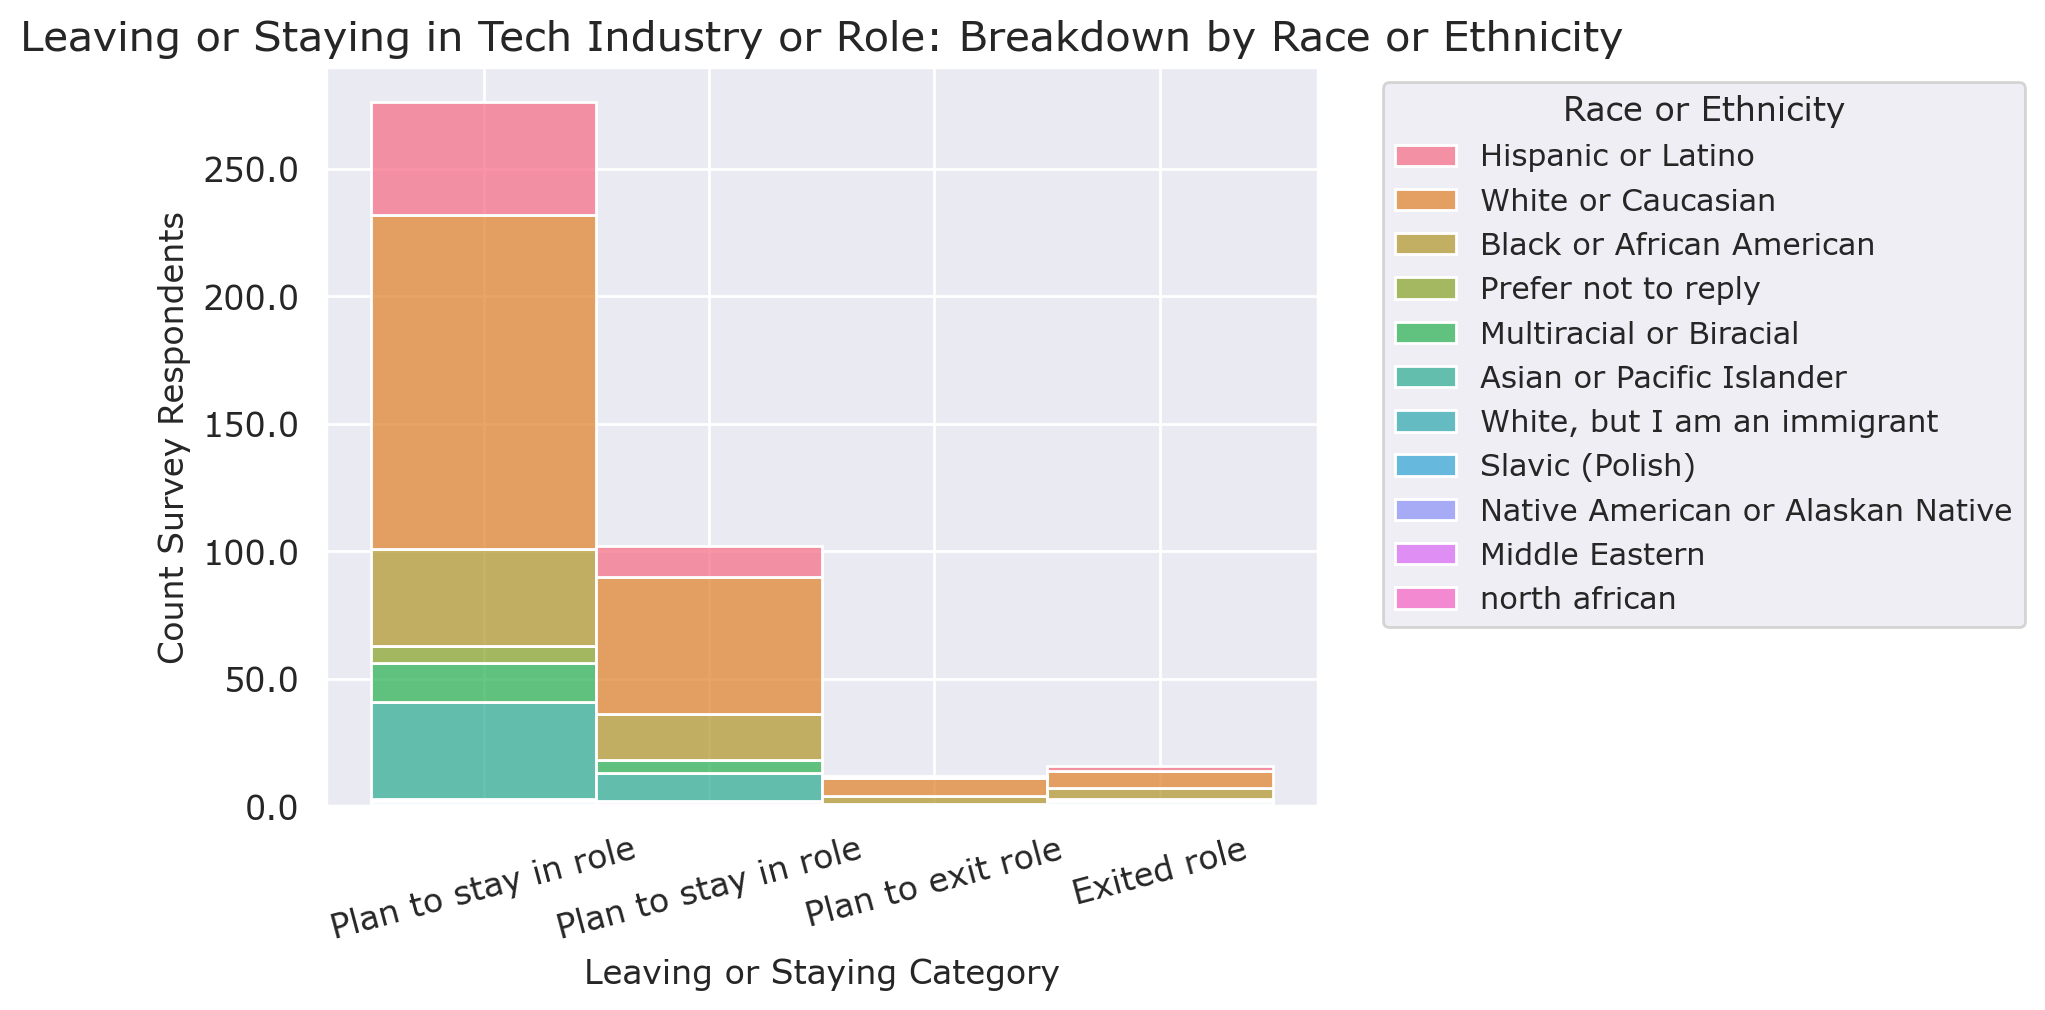 Leaving or Staying in Tech Industry or Role: Breakdown by Race or Ethnicity
Count Survey Respondents
250.0
200.0
150.0
100.0
50.0
0.0
Plan to stay in role
Plan to stay in role
Plan to exit role
Exited role
Leaving or Staying Category
Race or Ethnicity
Hispanic or Latino
White or Caucasian
Black or African American
Prefer not to reply
Multiracial or Biracial
Asian or Pacific Islander
White, but I am an immigrant
Slavic (Polish)
Native American or Alaskan Native
Middle Eastern
north african